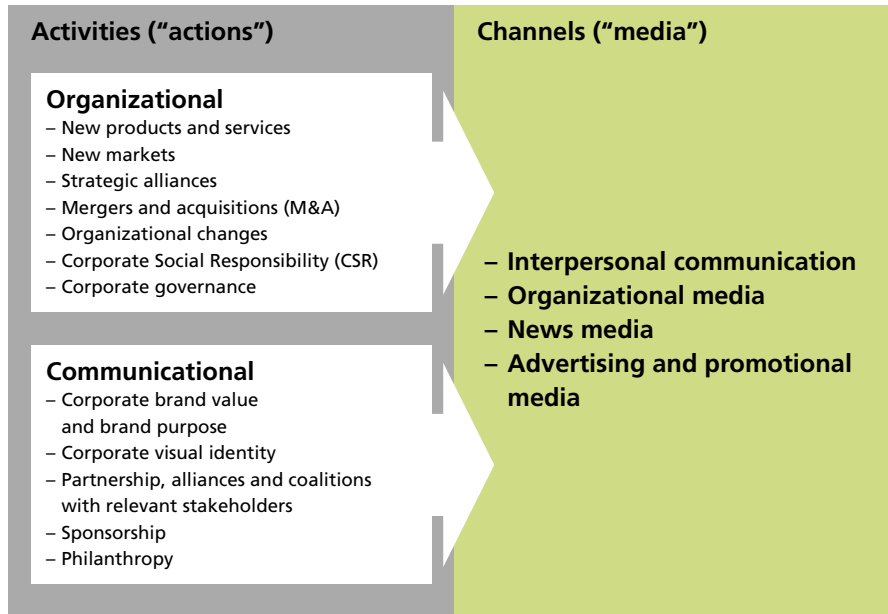 Activities (“actions”)
Organizational
– New products and services
– New markets
– Strategic alliances
– Mergers and acquisitions (M&A)
– Organizational changes
– Corporate Social Responsibility (CSR)
– Corporate governance
Communicational
– Corporate brand value
and brand purpose
– Corporate visual identity
– Partnership, alliances and coalitions
with relevant stakeholders
– Sponsorship
– Philanthropy
Channels (“media”)
– Interpersonal communication
– Organizational media
– News media
– Advertising and promotional
media